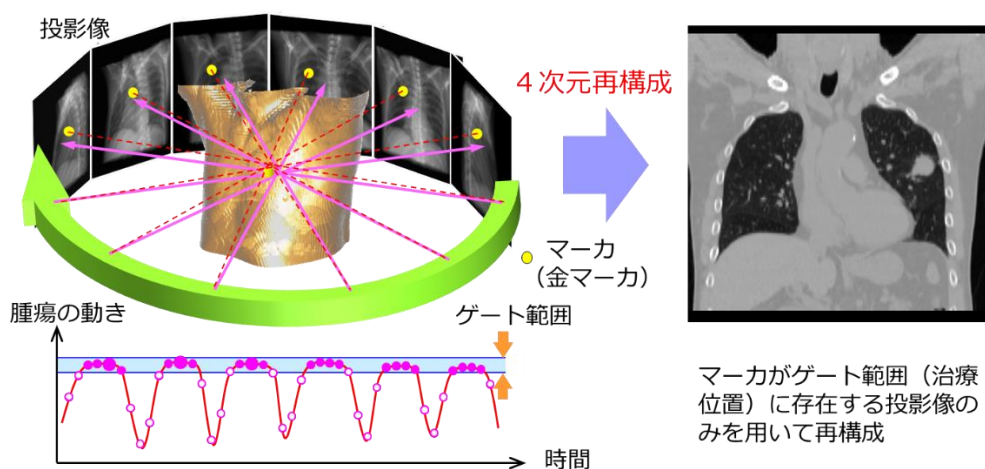 投影像
４次元再構成
マーカ
（金マーカ）
腫瘍の動き
ゲート範囲
時間
マーカがゲート範囲（治療
位置）に存在する投影像の
みを用いて再構成